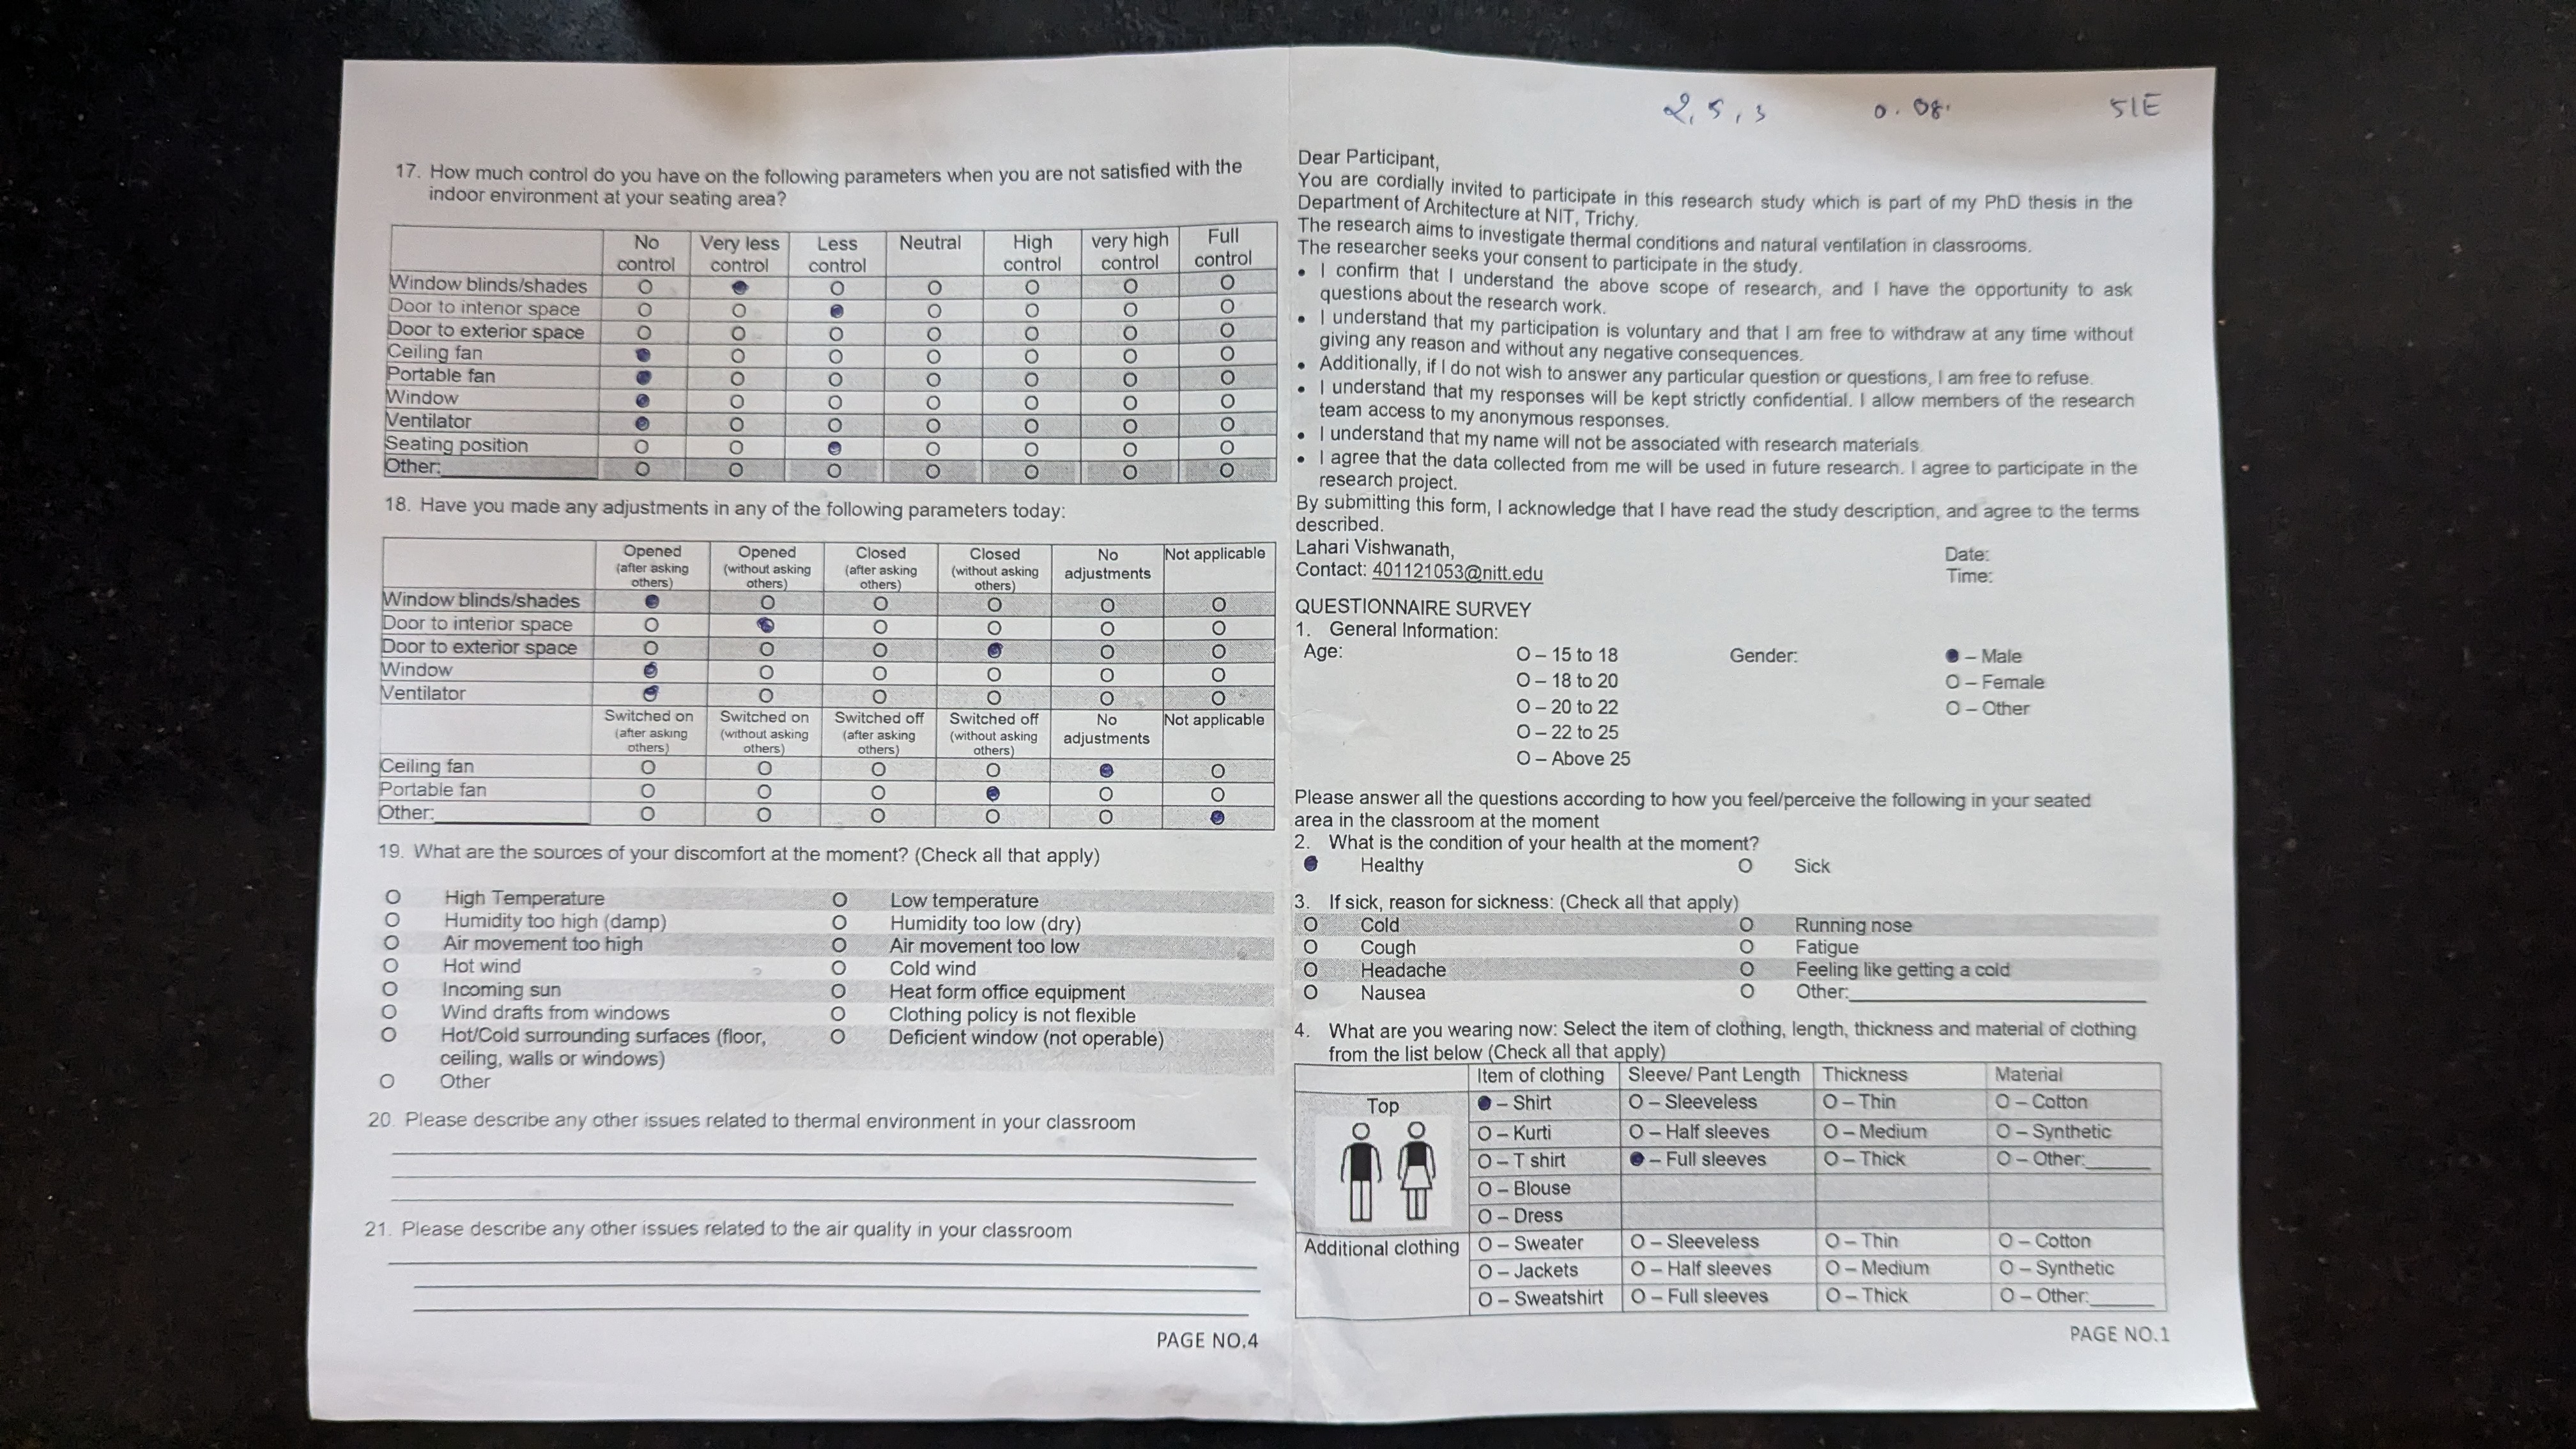 17. How much control do you have on the following parameters when you are not satisfied with the
indoor environment at your seating area?
No control Very less control Less control Neutral High control very high control Full control
Window blinds/shades O ● O O O O O
Door to interior space O O ● O O O O
Door to exterior space O O O O O O O
Ceiling fan ● O O O O O O
Portable fan ● O O O O O O
Window ● O O O O O O
Ventilator ● O O O O O O
Seating position O O ● O O O O
Other: O O O O O O O
18. Have you made any adjustments in any of the following parameters today:
Opened (after asking others) Opened (without asking others) Closed (after asking others) Closed (without asking others) No adjustments Not applicable
Window blinds/shades ● O O O O O
Door to interior space O ● O O O O
Door to exterior space O O O ● O O
Window ● O O O O O
Ventilator ● O O O O O
Switched on (after asking others) Switched on (without asking others) Switched off (after asking others) Switched off (without asking others) No adjustments Not applicable
Ceiling fan O O O O ● O
Portable fan O O O ● O O
Other: O O O O O ●
19. What are the sources of your discomfort at the moment? (Check all that apply)
O High Temperature O Low temperature
O Humidity too high (damp) O Humidity too low (dry)
O Air movement too high O Air movement too low
O Hot wind O Cold wind
O Incoming sun O Heat form office equipment
O Wind drafts from windows O Clothing policy is not flexible
O Hot/Cold surrounding surfaces (floor, O Deficient window (not operable)
ceiling, walls or windows)
O Other
20. Please describe any other issues related to thermal environment in your classroom
21. Please describe any other issues related to the air quality in your classroom
PAGE NO.4
2, 5, 3 0.08. 51E
Dear Participant,
You are cordially invited to participate in this research study which is part of my PhD thesis in the
Department of Architecture at NIT, Trichy.
The research aims to investigate thermal conditions and natural ventilation in classrooms.
The researcher seeks your consent to participate in the study.
• I confirm that I understand the above scope of research, and I have the opportunity to ask
questions about the research work.
• I understand that my participation is voluntary and that I am free to withdraw at any time without
giving any reason and without any negative consequences.
• Additionally, if I do not wish to answer any particular question or questions, I am free to refuse.
• I understand that my responses will be kept strictly confidential. I allow members of the research
team access to my anonymous responses.
• I understand that my name will not be associated with research materials.
• I agree that the data collected from me will be used in future research. I agree to participate in the
research project.
By submitting this form, I acknowledge that I have read the study description, and agree to the terms
described.
Lahari Vishwanath, Date:
Contact: 401121053@nitt.edu Time:
QUESTIONNAIRE SURVEY
1. General Information:
Age: O – 15 to 18 Gender: ● – Male
O – 18 to 20 O – Female
O – 20 to 22 O – Other
O – 22 to 25
O – Above 25
Please answer all the questions according to how you feel/perceive the following in your seated
area in the classroom at the moment
2. What is the condition of your health at the moment?
● Healthy O Sick
3. If sick, reason for sickness: (Check all that apply)
O Cold O Running nose
O Cough O Fatigue
O Headache O Feeling like getting a cold
O Nausea O Other:
4. What are you wearing now: Select the item of clothing, length, thickness and material of clothing
from the list below (Check all that apply)
Item of clothing Sleeve/ Pant Length Thickness Material
Top ● – Shirt O – Sleeveless O – Thin O – Cotton
O – Kurti O – Half sleeves O – Medium O – Synthetic
O – T shirt ● – Full sleeves O – Thick O – Other:
O – Blouse
O – Dress
Additional clothing O – Sweater O – Sleeveless O – Thin O – Cotton
O – Jackets O – Half sleeves O – Medium O – Synthetic
O – Sweatshirt O – Full sleeves O – Thick O – Other:
PAGE NO.1